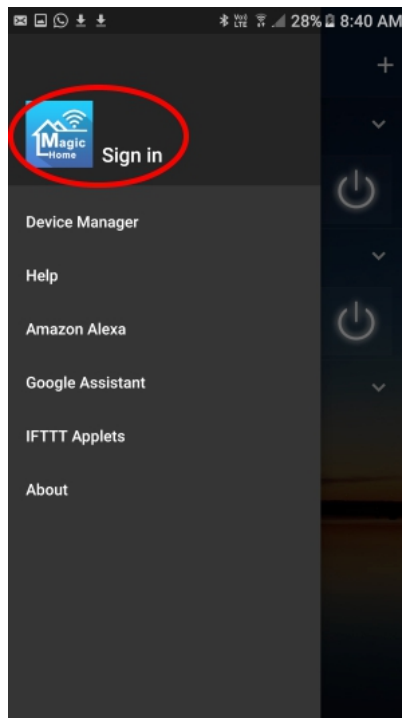 28% 8:40 AM
Magic
Home
Sign in
Device Manager
Help
Amazon Alexa
Google Assistant
IFTTT Applets
About